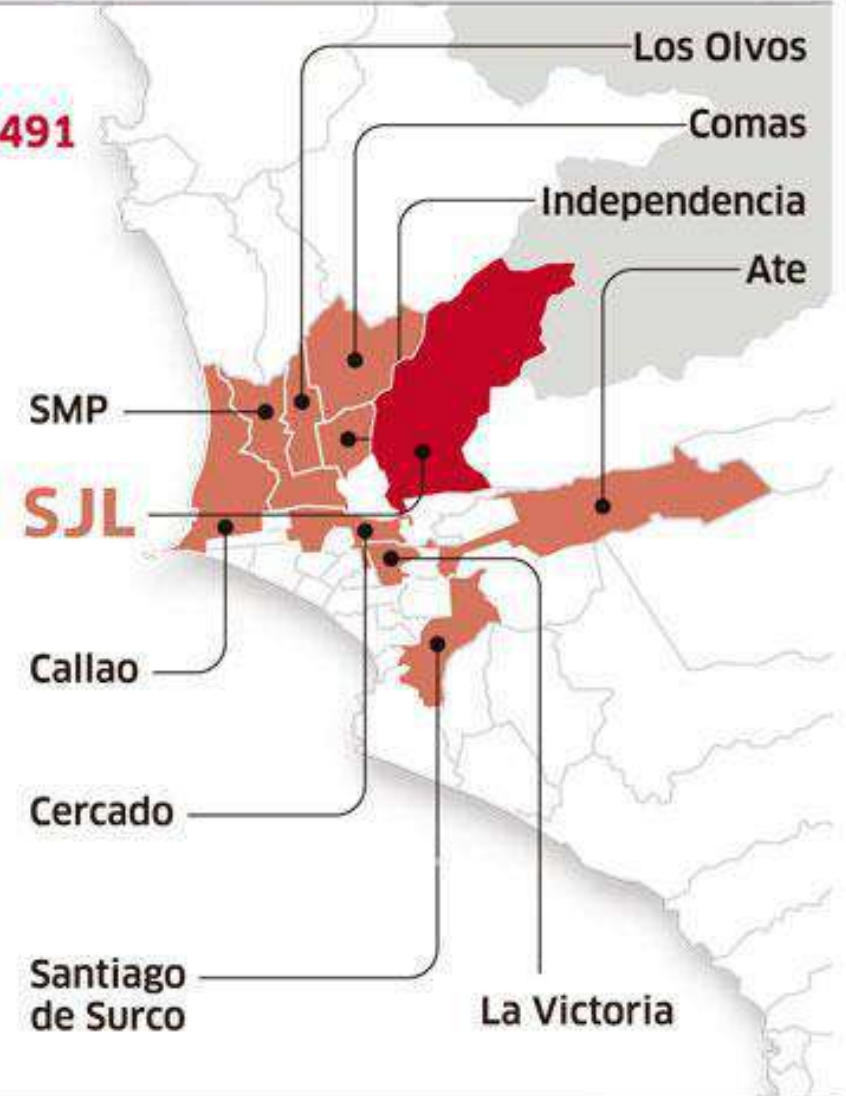 Los Olvos
491
Comas
Independencia
Ate
SMP
SJL
Callao
Cercado
Santiago
de Surco
La Victoria